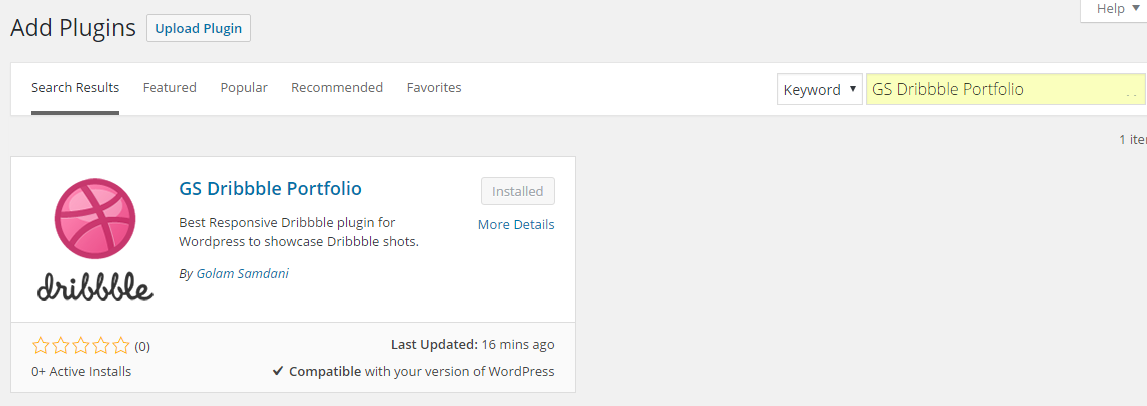 Help
Add Plugins Upload Plugin
Search Results Featured Popular Recommended Favorites Keyword GS Dribbble Portfolio
1
GS Dribbble Portfolio Installed
Best Responsive Dribbble plugin for More Details
Wordpress to showcase Dribbble shots.
By Golam Samdani
dribbble
(0) Last Updated: 16 mins ago
0+ Active Installs Compatible with your version of WordPress